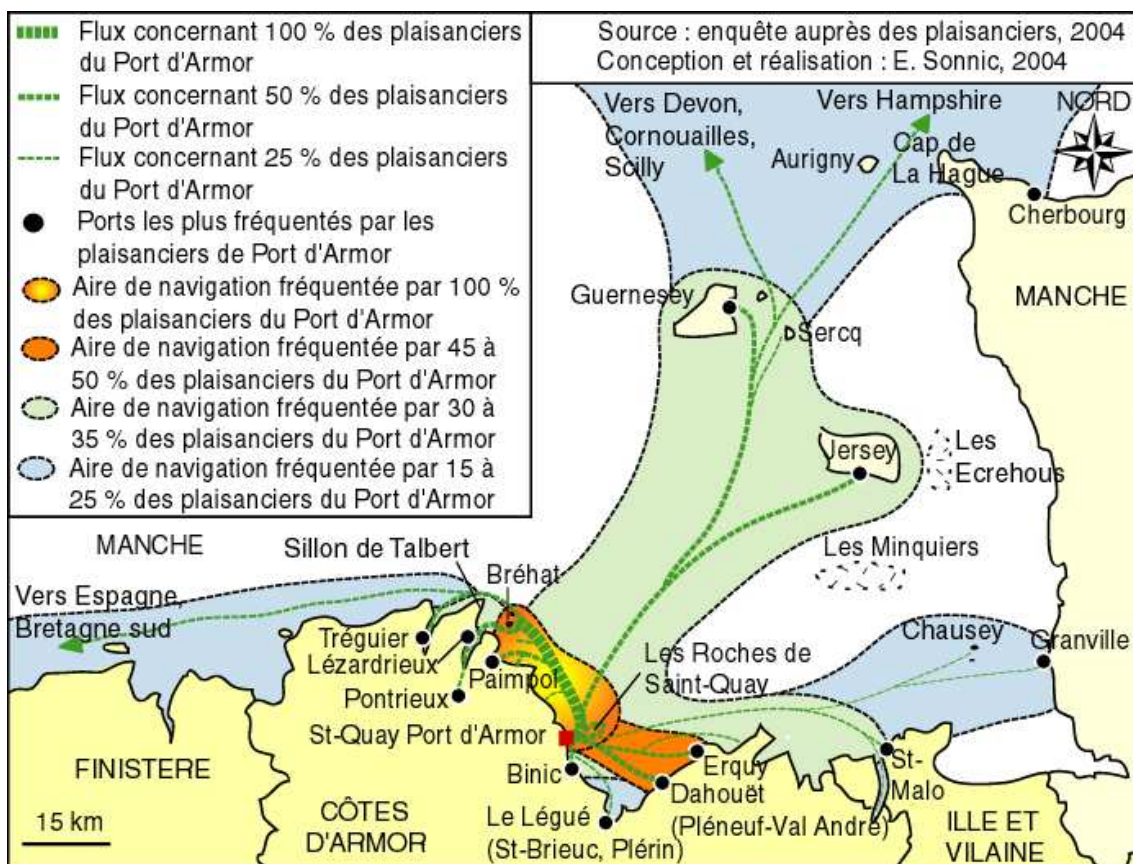 Flux concernant 100 % des plaisanciers
du Port d'Armor
Flux concernant 50 % des plaisanciers
du Port d'Armor
Flux concernant 25 % des plaisanciers
du Port d'Armor
Ports les plus fréquentés par les
plaisanciers de Port d'Armor
Aire de navigation fréquentée par 100 %
des plaisanciers du Port d'Armor
Aire de navigation fréquentée par 45 à
50 % des plaisanciers du Port d'Armor
Aire de navigation fréquentée par 30 à
35 % des plaisanciers du Port d'Armor
Aire de navigation fréquentée par 15 à
25 % des plaisanciers du Port d'Armor
Source : enquête auprès des plaisanciers, 2004
Conception et réalisation : E. Sonnic, 2004
Vers Devon,
Cornouailles,
Scilly
Vers Hampshire
NORD
Aurigny
Cap de
La Hague
Cherbourg
Guernesey
MANCHE
Sercq
Jersey
Les
Ecrehous
MANCHE
Sillon de Talbert
Bréhat
Les Minquiers
Vers Espagne,
Bretagne sud
Tréguier
Lézardrieux
Paimpol
Pontrieux
Chausey
Granville
Les Roches de
Saint-Quay
St-Quay Port d'Armor
FINISTERE
Binic
Erquy
St-
Malo
Dahouët
(Pléneuf-Val André)
15 km
CÔTES
D'ARMOR
Le Légué
(St-Brieuc, Plérin)
ILLE ET
VILAINE